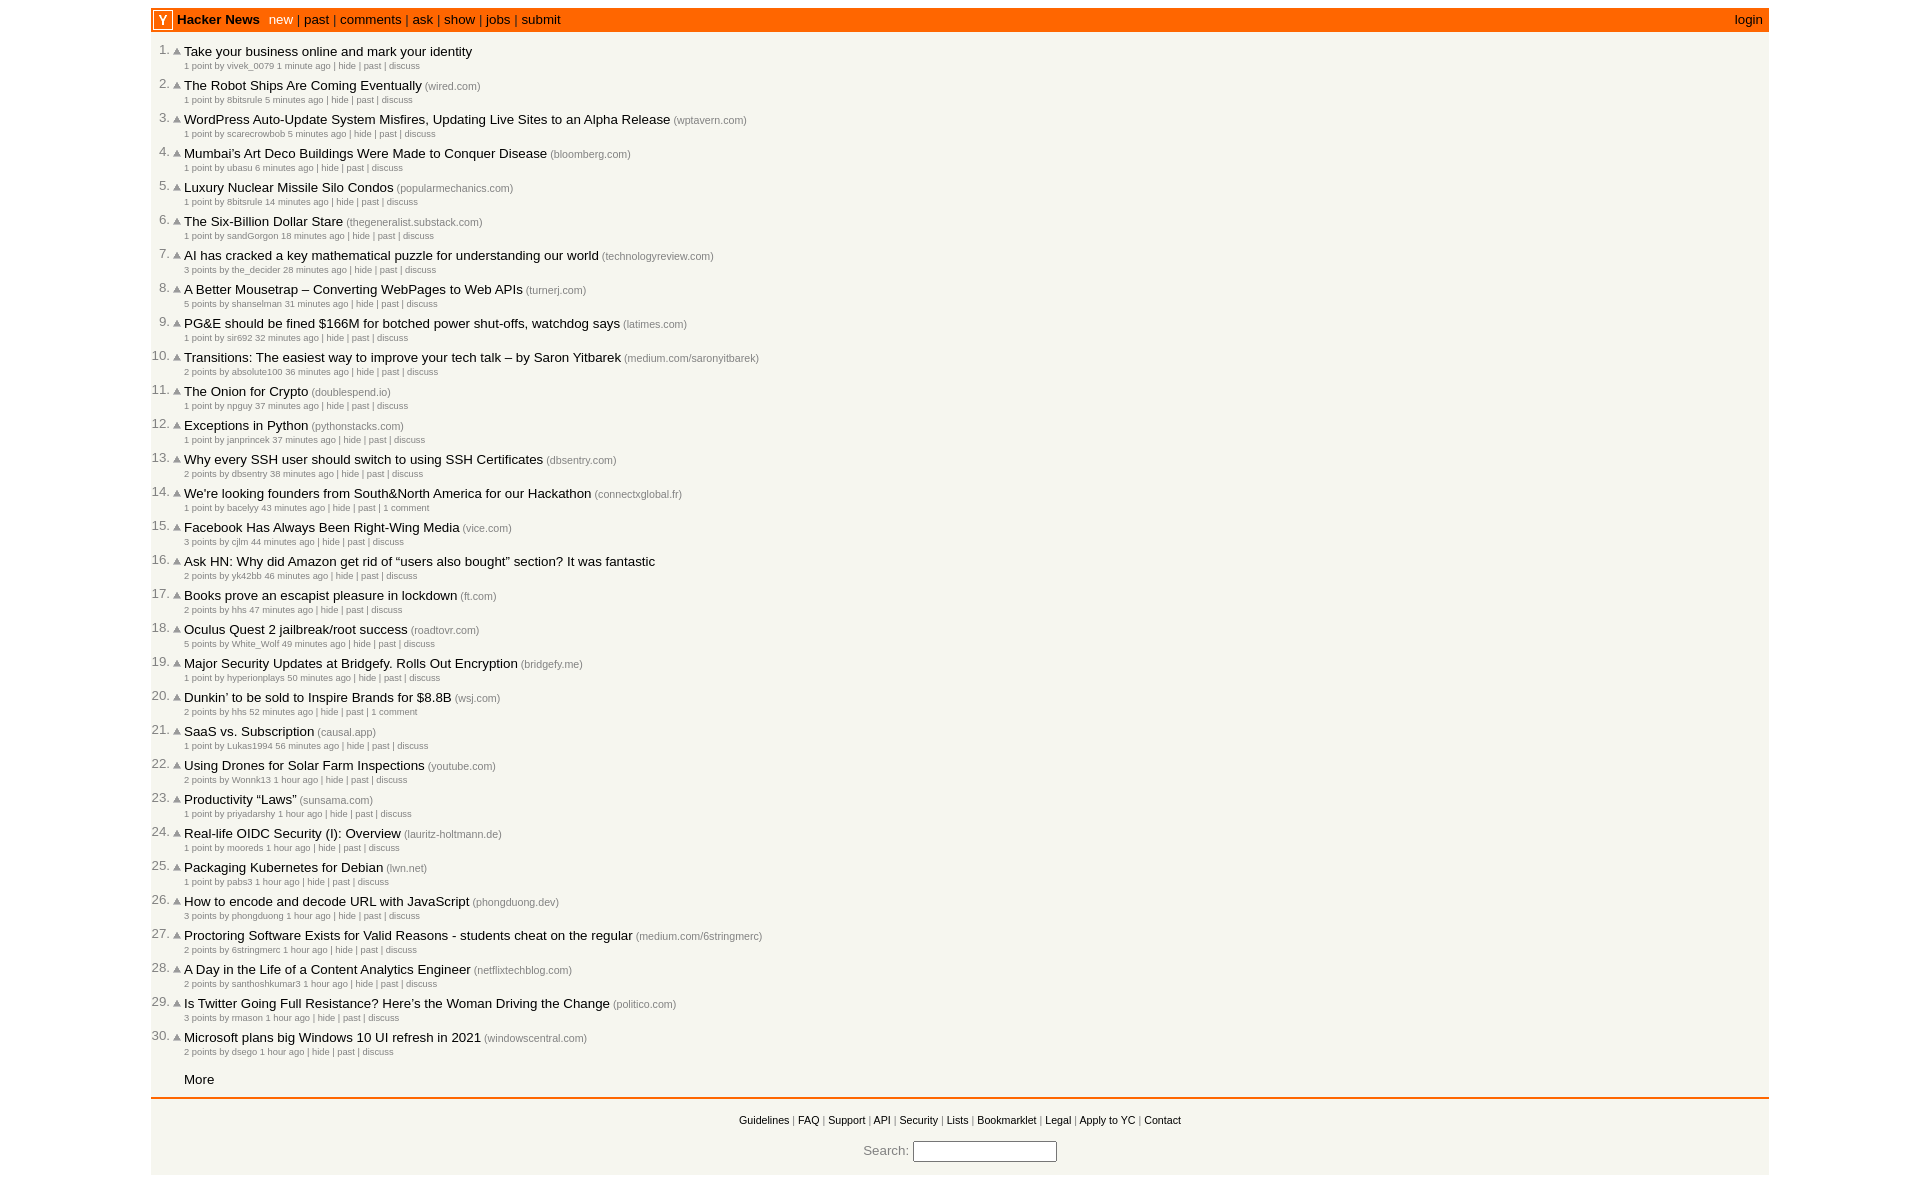 Y Hacker News new | past | comments | ask | show | jobs | submit login
1. Take your business online and mark your identity
1 point by vivek_0079 1 minute ago | hide | past | discuss
2. The Robot Ships Are Coming Eventually (wired.com)
1 point by 8bitsrule 5 minutes ago | hide | past | discuss
3. WordPress Auto-Update System Misfires, Updating Live Sites to an Alpha Release (wptavern.com)
1 point by scarecrowbob 5 minutes ago | hide | past | discuss
4. Mumbai’s Art Deco Buildings Were Made to Conquer Disease (bloomberg.com)
1 point by ubasu 6 minutes ago | hide | past | discuss
5. Luxury Nuclear Missile Silo Condos (popularmechanics.com)
1 point by 8bitsrule 14 minutes ago | hide | past | discuss
6. The Six-Billion Dollar Stare (thegeneralist.substack.com)
1 point by sandGorgon 18 minutes ago | hide | past | discuss
7. AI has cracked a key mathematical puzzle for understanding our world (technologyreview.com)
3 points by the_decider 28 minutes ago | hide | past | discuss
8. A Better Mousetrap – Converting WebPages to Web APIs (turnerj.com)
5 points by shanselman 31 minutes ago | hide | past | discuss
9. PG&E should be fined $166M for botched power shut-offs, watchdog says (latimes.com)
1 point by sir692 32 minutes ago | hide | past | discuss
10. Transitions: The easiest way to improve your tech talk – by Saron Yitbarek (medium.com/saronyitbarek)
2 points by absolute100 36 minutes ago | hide | past | discuss
11. The Onion for Crypto (doublespend.io)
1 point by npguy 37 minutes ago | hide | past | discuss
12. Exceptions in Python (pythonstacks.com)
1 point by janprincek 37 minutes ago | hide | past | discuss
13. Why every SSH user should switch to using SSH Certificates (dbsentry.com)
2 points by dbsentry 38 minutes ago | hide | past | discuss
14. We're looking founders from South&North America for our Hackathon (connectxglobal.fr)
1 point by bacelyy 43 minutes ago | hide | past | 1 comment
15. Facebook Has Always Been Right-Wing Media (vice.com)
3 points by cjlm 44 minutes ago | hide | past | discuss
16. Ask HN: Why did Amazon get rid of “users also bought” section? It was fantastic
2 points by yk42bb 46 minutes ago | hide | past | discuss
17. Books prove an escapist pleasure in lockdown (ft.com)
2 points by hhs 47 minutes ago | hide | past | discuss
18. Oculus Quest 2 jailbreak/root success (roadtovr.com)
5 points by White_Wolf 49 minutes ago | hide | past | discuss
19. Major Security Updates at Bridgefy. Rolls Out Encryption (bridgefy.me)
1 point by hyperionplays 50 minutes ago | hide | past | discuss
20. Dunkin’ to be sold to Inspire Brands for $8.8B (wsj.com)
2 points by hhs 52 minutes ago | hide | past | 1 comment
21. SaaS vs. Subscription (causal.app)
1 point by Lukas1994 56 minutes ago | hide | past | discuss
22. Using Drones for Solar Farm Inspections (youtube.com)
2 points by Wonnk13 1 hour ago | hide | past | discuss
23. Productivity “Laws” (sunsama.com)
1 point by priyadarshy 1 hour ago | hide | past | discuss
24. Real-life OIDC Security (I): Overview (lauritz-holtmann.de)
1 point by mooreds 1 hour ago | hide | past | discuss
25. Packaging Kubernetes for Debian (lwn.net)
1 point by pabs3 1 hour ago | hide | past | discuss
26. How to encode and decode URL with JavaScript (phongduong.dev)
3 points by phongduong 1 hour ago | hide | past | discuss
27. Proctoring Software Exists for Valid Reasons - students cheat on the regular (medium.com/6stringmerc)
2 points by 6stringmerc 1 hour ago | hide | past | discuss
28. A Day in the Life of a Content Analytics Engineer (netflixtechblog.com)
2 points by santhoshkumar3 1 hour ago | hide | past | discuss
29. Is Twitter Going Full Resistance? Here’s the Woman Driving the Change (politico.com)
3 points by rmason 1 hour ago | hide | past | discuss
30. Microsoft plans big Windows 10 UI refresh in 2021 (windowscentral.com)
2 points by dsego 1 hour ago | hide | past | discuss
More
Guidelines | FAQ | Support | API | Security | Lists | Bookmarklet | Legal | Apply to YC | Contact
Search: